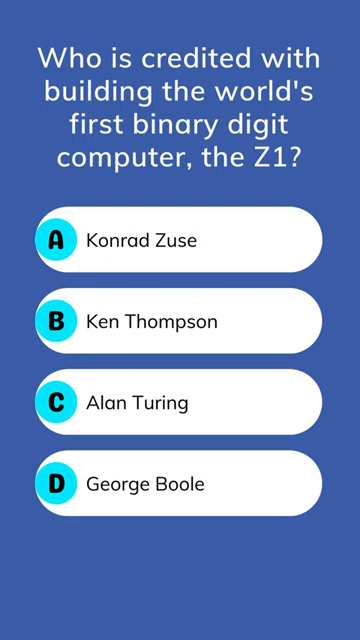 Who is credited with
building the world's
first binary digit
computer, the Z1?
A Konrad Zuse
B Ken Thompson
C Alan Turing
D George Boole